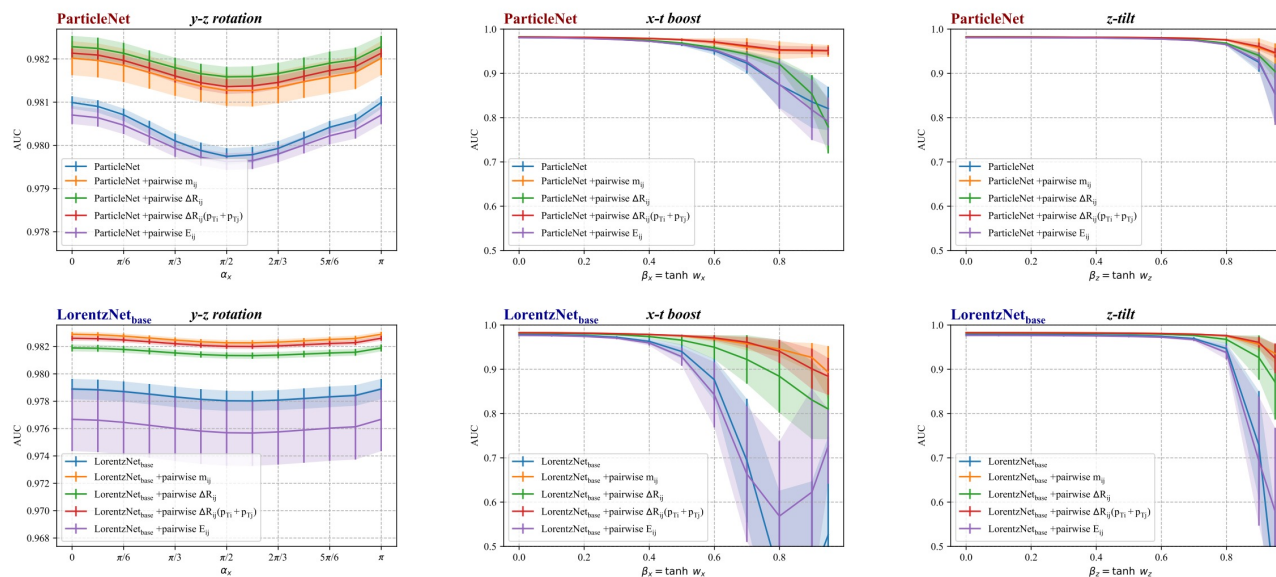 ParticleNet y-z rotation
0.982
0.981
0.980
0.979
0.978
AUC
ParticleNet
ParticleNet +pairwise m_ij
ParticleNet +pairwise ΔR_ij
ParticleNet +pairwise ΔR_ij(p_Ti + p_Tj)
ParticleNet +pairwise E_ij
0 π/6 π/3 π/2 2π/3 5π/6 π
α_x
ParticleNet x-t boost
1.0
0.9
0.8
0.7
0.6
0.5
AUC
ParticleNet
ParticleNet +pairwise m_ij
ParticleNet +pairwise ΔR_ij
ParticleNet +pairwise ΔR_ij(p_Ti + p_Tj)
ParticleNet +pairwise E_ij
0.0 0.2 0.4 0.6 0.8
β_x = tanh w_x
ParticleNet z-tilt
1.0
0.9
0.8
0.7
0.6
0.5
AUC
ParticleNet
ParticleNet +pairwise m_ij
ParticleNet +pairwise ΔR_ij
ParticleNet +pairwise ΔR_ij(p_Ti + p_Tj)
ParticleNet +pairwise E_ij
0.0 0.2 0.4 0.6 0.8
β_z = tanh w_z
LorentzNet_base y-z rotation
0.982
0.980
0.978
0.976
0.974
0.972
0.970
0.968
AUC
LorentzNet_base
LorentzNet_base +pairwise m_ij
LorentzNet_base +pairwise ΔR_ij
LorentzNet_base +pairwise ΔR_ij(p_Ti + p_Tj)
LorentzNet_base +pairwise E_ij
0 π/6 π/3 π/2 2π/3 5π/6 π
α_x
LorentzNet_base x-t boost
1.0
0.9
0.8
0.7
0.6
0.5
AUC
LorentzNet_base
LorentzNet_base +pairwise m_ij
LorentzNet_base +pairwise ΔR_ij
LorentzNet_base +pairwise ΔR_ij(p_Ti + p_Tj)
LorentzNet_base +pairwise E_ij
0.0 0.2 0.4 0.6 0.8
β_x = tanh w_x
LorentzNet_base z-tilt
1.0
0.9
0.8
0.7
0.6
0.5
AUC
LorentzNet_base
LorentzNet_base +pairwise m_ij
LorentzNet_base +pairwise ΔR_ij
LorentzNet_base +pairwise ΔR_ij(p_Ti + p_Tj)
LorentzNet_base +pairwise E_ij
0.0 0.2 0.4 0.6 0.8
β_z = tanh w_z